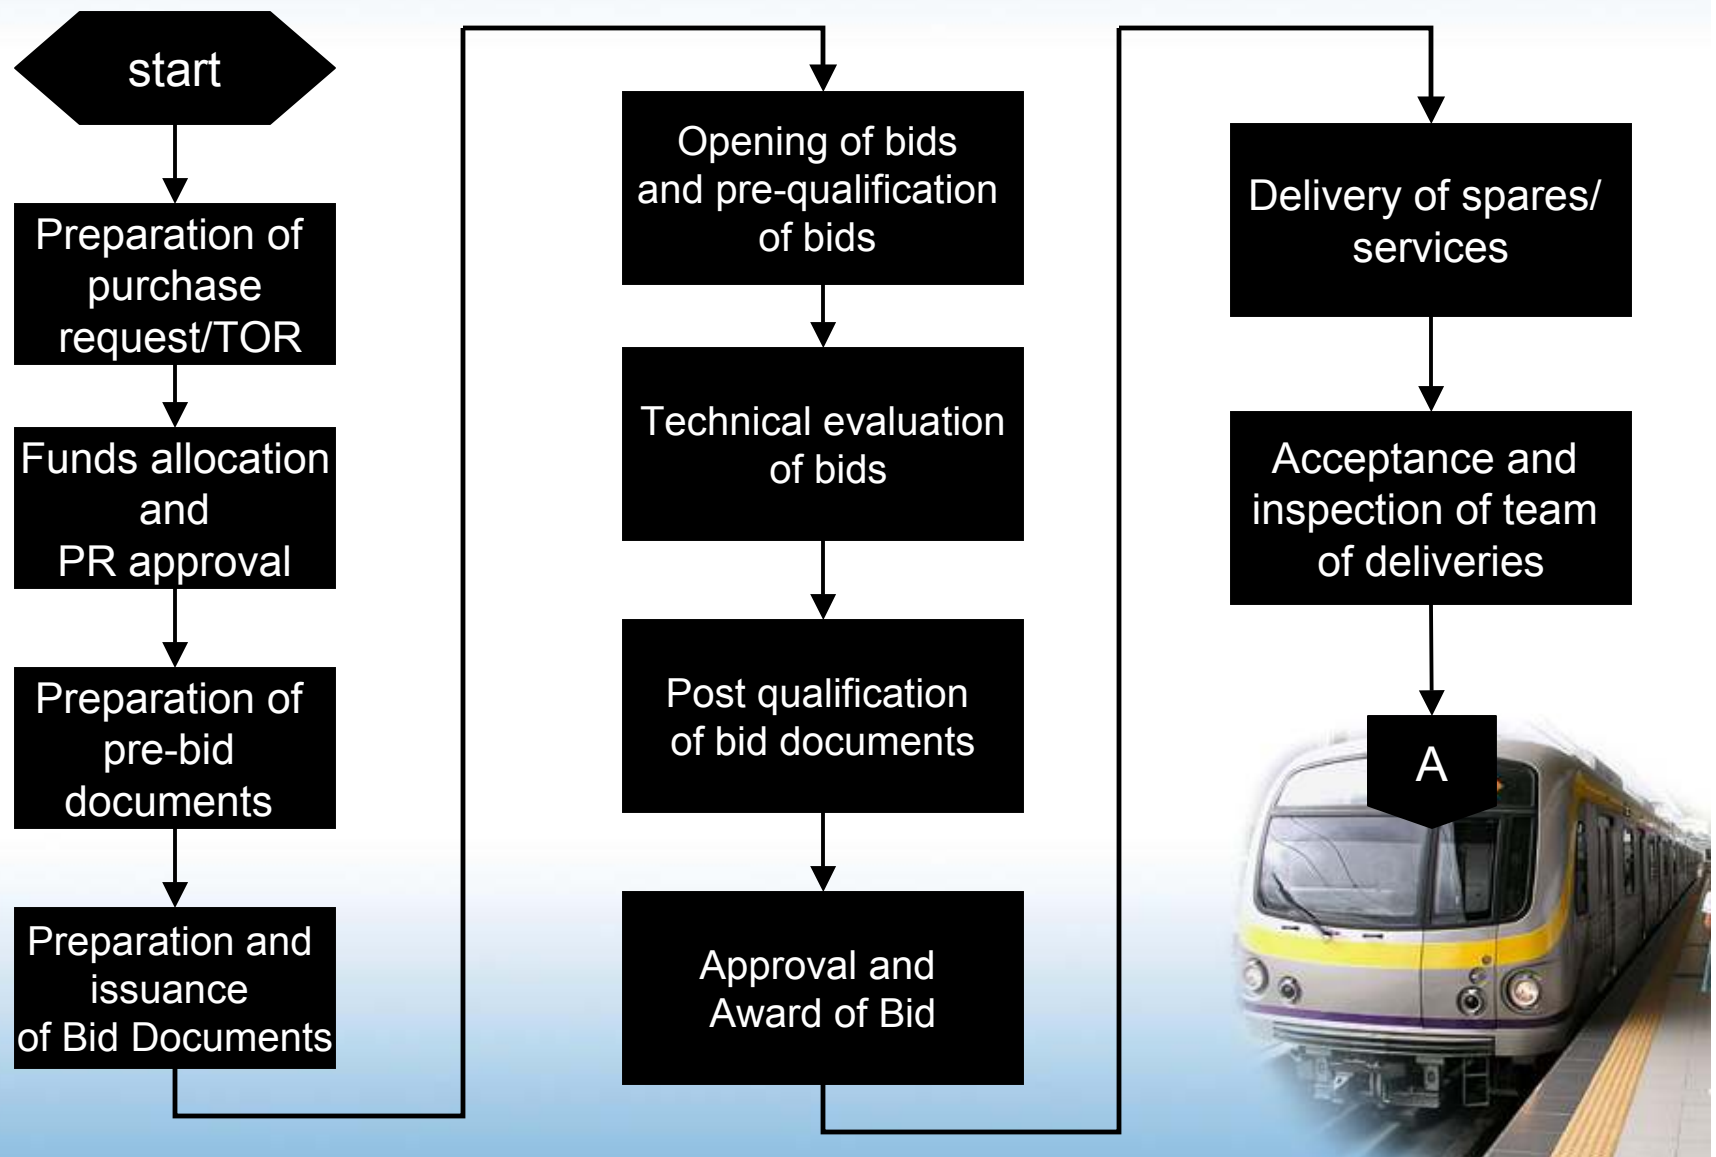 start
Preparation of
purchase
request/TOR
Funds allocation
and
PR approval
Preparation of
pre-bid
documents
Preparation and
issuance
of Bid Documents
Opening of bids
and pre-qualification
of bids
Technical evaluation
of bids
Post qualification
of bid documents
Approval and
Award of Bid
Delivery of spares/
services
Acceptance and
inspection of team
of deliveries
A